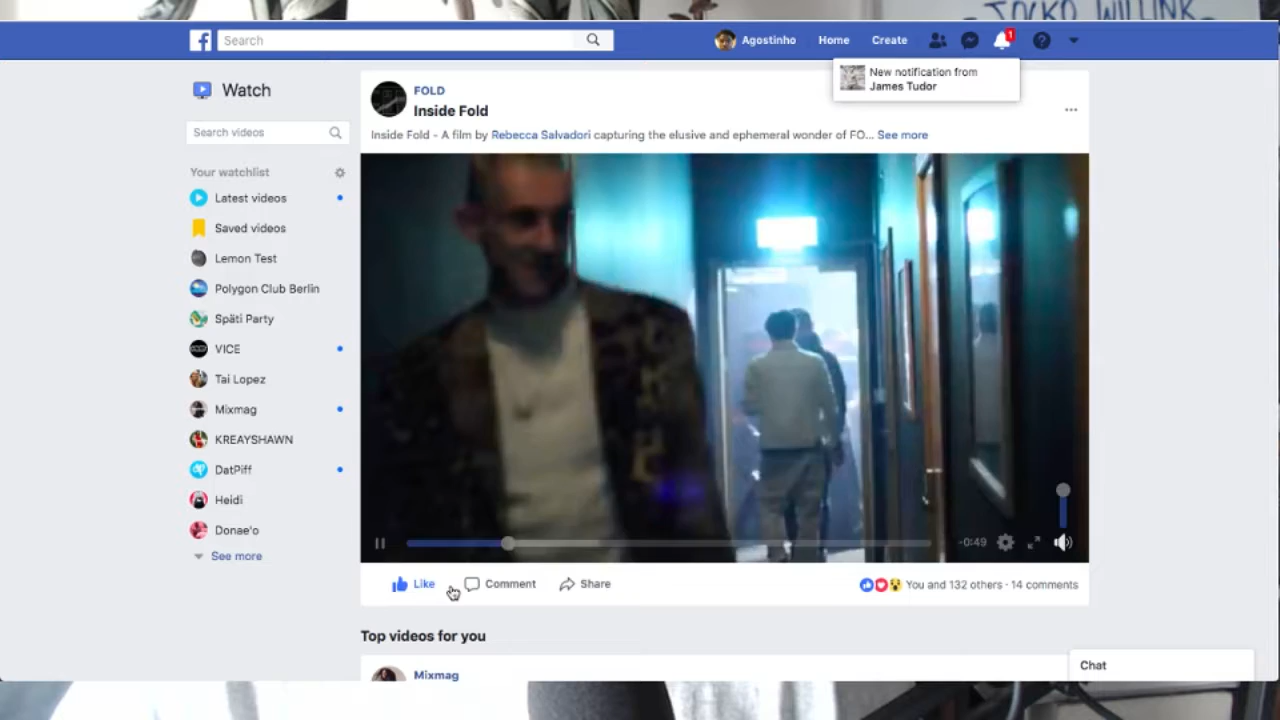 JOCKO WILLINK
Search
Agostinho
Home
Create
1
New notification from
James Tudor
Watch
Search videos
Your watchlist
Latest videos
Saved videos
Lemon Test
Polygon Club Berlin
Späti Party
VICE
Tai Lopez
Mixmag
KREAYSHAWN
DatPiff
Heidi
Donae'o
See more
FOLD
Inside Fold
Inside Fold - A film by Rebecca Salvadori capturing the elusive and ephemeral wonder of FO... See more
-0:49
Like
Comment
Share
You and 132 others · 14 comments
Top videos for you
Mixmag
Chat